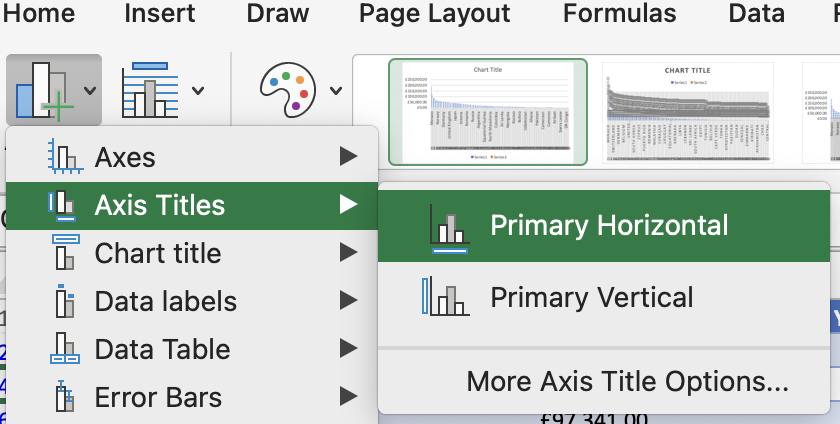 Home Insert Draw Page Layout Formulas Data
Chart Title
CHART TITLE
Axes
Axis Titles
Primary Horizontal
Chart title
Data labels
Primary Vertical
Data Table
More Axis Title Options...
Error Bars
£97,341.00